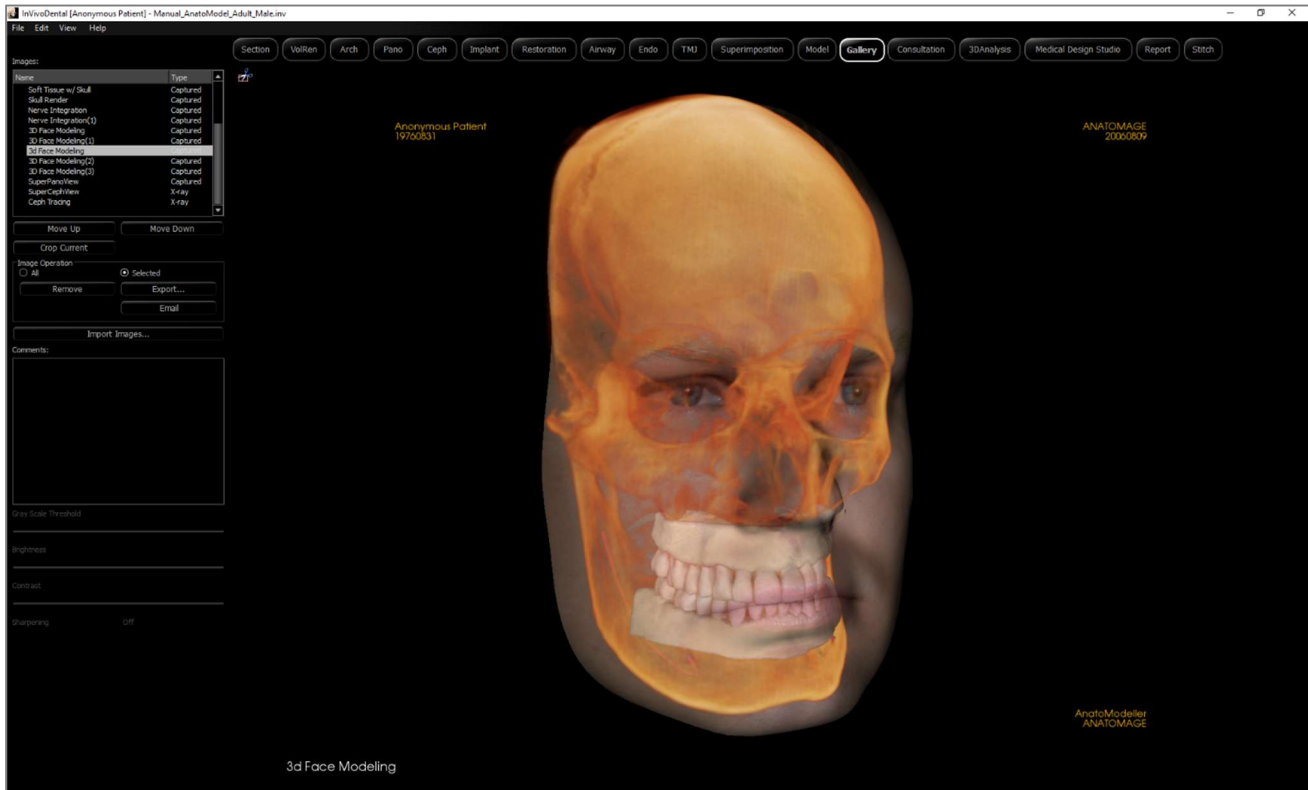 InVivoDental [Anonymous Patient] - Manual_AnatoModel_Adult_Male.inv
File Edit View Help
Section VolRen Arch Pano Ceph Implant Restoration Airway Endo TMJ Superimposition Model Gallery Consultation 3DAnalysis Medical Design Studio Report Stitch
Images:
Name Type
Soft Tissue w/ Skull Captured
Skull Render Captured
Nerve Integration Captured
Nerve Integration(1) Captured
3D Face Modeling Captured
3D Face Modeling(1) Captured
3d Face Modeling Captured
3D Face Modeling(2) Captured
3D Face Modeling(3) Captured
SuperPanoView Captured
SuperCephView X-ray
Ceph Tracing X-ray
Move Up Move Down
Crop Current
Image Operation
All Selected
Remove Export...
Email
Import Images...
Comments:
Gray Scale Threshold
Brightness
Contrast
Sharpening Off
Anonymous Patient
19760831
ANATOMAGE
20060809
AnatoModeller
ANATOMAGE
3d Face Modeling